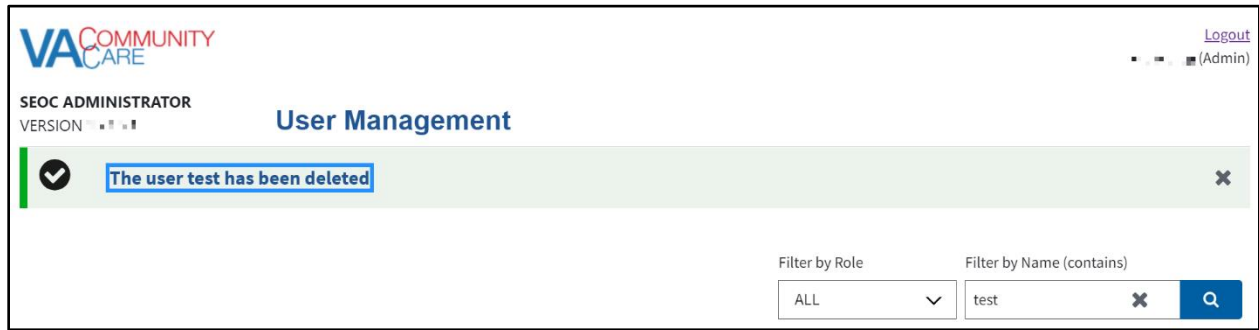 VA COMMUNITY CARE
Logout
(Admin)
SEOC ADMINISTRATOR
VERSION
User Management
The user test has been deleted
Filter by Role
Filter by Name (contains)
ALL
test